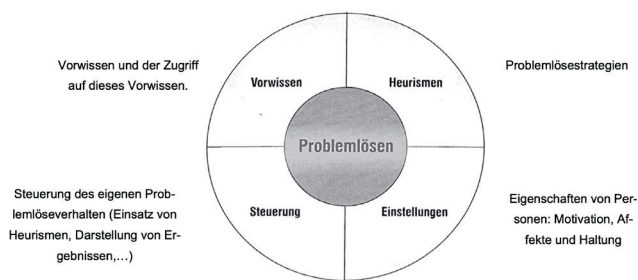 Vorwissen und der Zugriff
auf dieses Vorwissen.
Vorwissen
Heurismen
Problemlösestrategien
Problemlösen
Steuerung des eigenen Prob-
lemlöseverhalten (Einsatz von
Heurismen, Darstellung von Er-
gebnissen,…)
Steuerung
Einstellungen
Eigenschaften von Per-
sonen: Motivation, Af-
fekte und Haltung